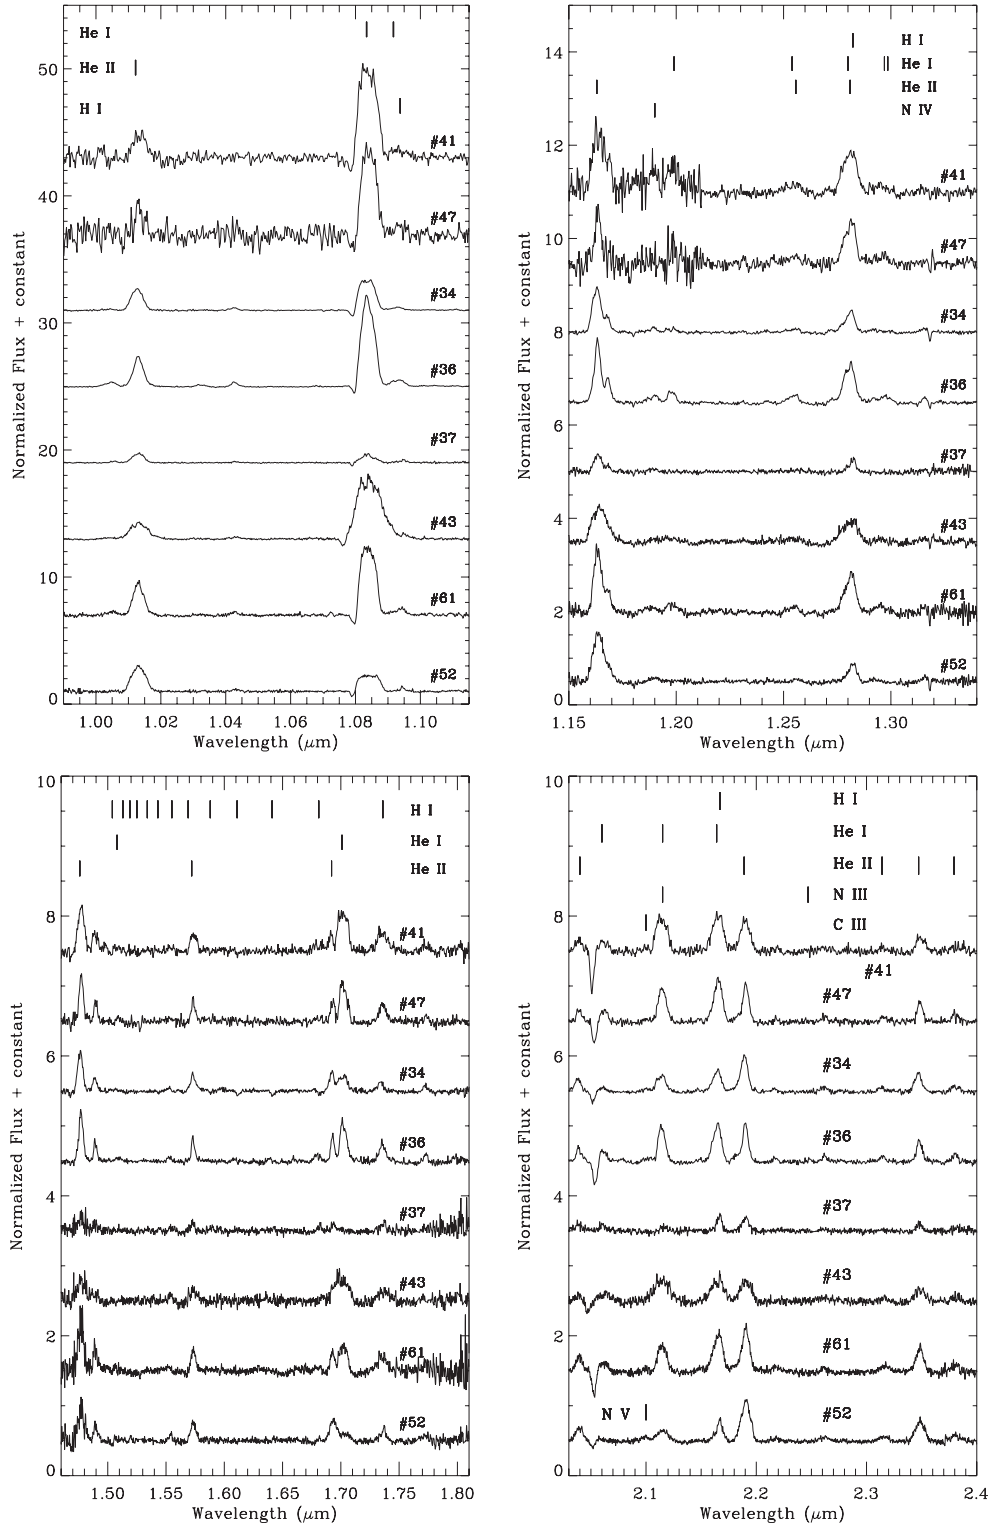 He I
He II
H I
#41
#47
#34
#36
#37
#43
#61
#52
50
40
30
20
10
0
1.00 1.02 1.04 1.06 1.08 1.10
Wavelength (μm)
Normalized Flux + constant
H I
He I
He II
N IV
#41
#47
#34
#36
#37
#43
#61
#52
14
12
10
8
6
4
2
0
1.15 1.20 1.25 1.30
Wavelength (μm)
Normalized Flux + constant
H I
He I
He II
#41
#47
#34
#36
#37
#43
#61
#52
10
8
6
4
2
0
1.50 1.55 1.60 1.65 1.70 1.75 1.80
Wavelength (μm)
Normalized Flux + constant
H I
He I
He II
N III
C III
#41
#47
#34
#36
#37
#43
#61
N V
#52
10
8
6
4
2
0
2.1 2.2 2.3 2.4
Wavelength (μm)
Normalized Flux + constant